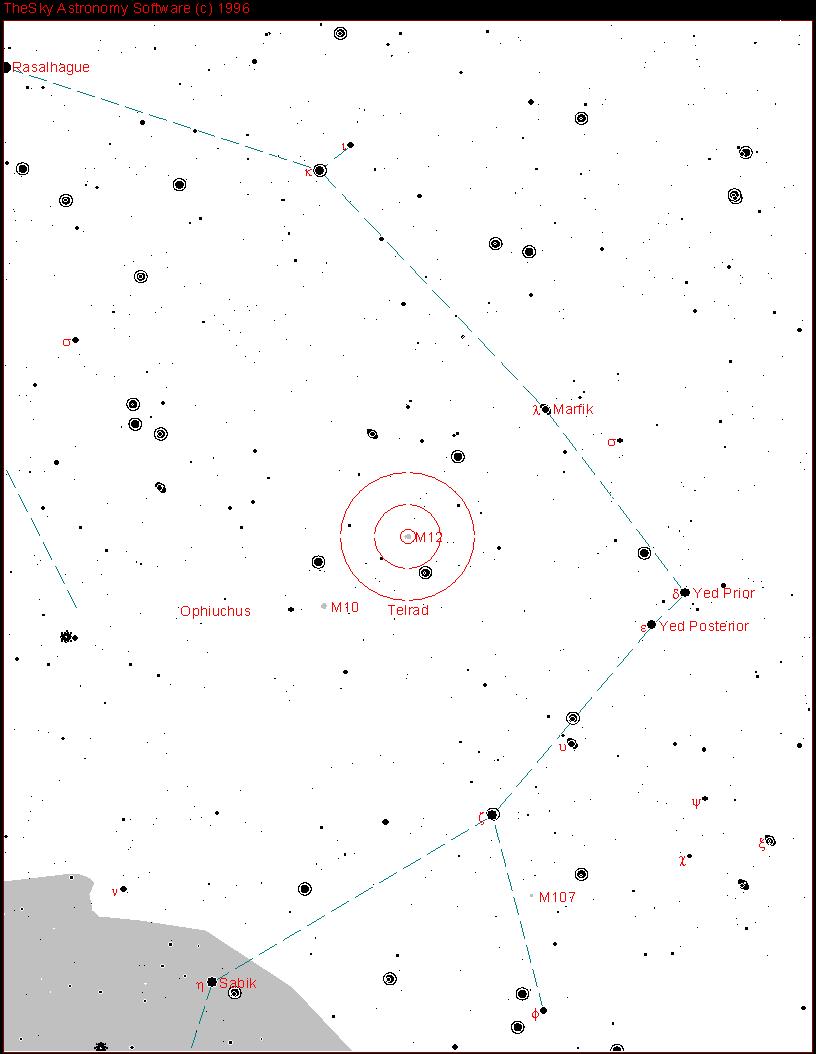 TheSky Astronomy Software (c) 1996
Rasalhague
ι
κ
σ
λ Marfik
σ
M12
δ Yed Prior
M10
Ophiuchus
Telrad
ε Yed Posterior
υ
ψ
ζ
ξ
χ
ν
M107
η Sabik
φ